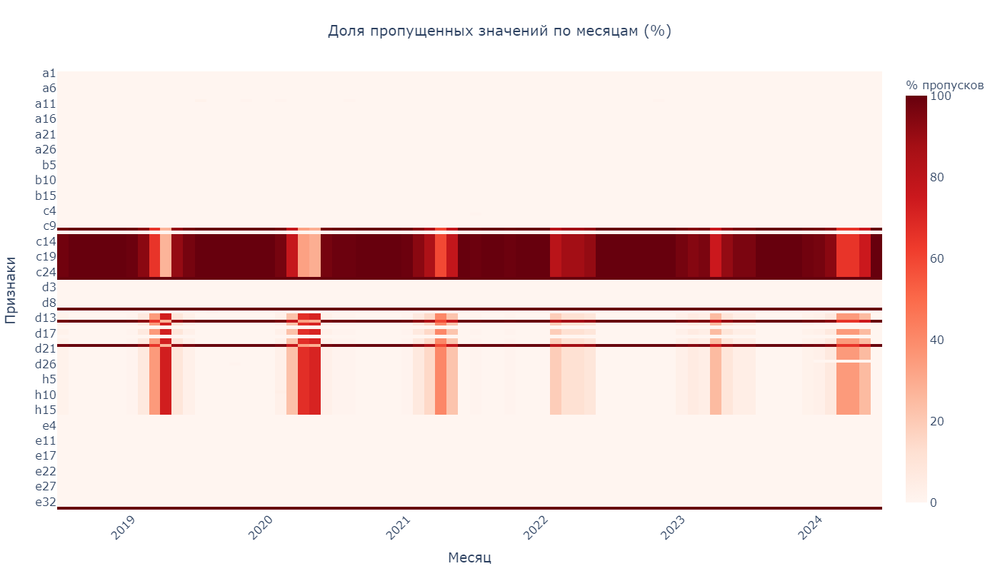 Доля пропущенных значений по месяцам (%)
% пропусков
100
80
60
40
20
0
Признаки
a1
a6
a11
a16
a21
a26
b5
b10
b15
c4
c9
c14
c19
c24
d3
d8
d13
d17
d21
d26
h5
h10
h15
e4
e11
e17
e22
e27
e32
2019
2020
2021
2022
2023
2024
Месяц